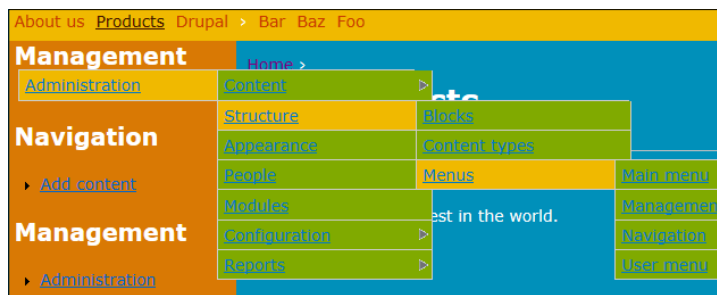 About us Products Drupal › Bar Baz Foo
Management
Home ›
Administration
Content
Structure
Blocks
Navigation
Appearance
Content types
Add content
People
Menus
Main menu
Modules
est in the world.
Managemen
Management
Configuration
Navigation
Administration
Reports
User menu